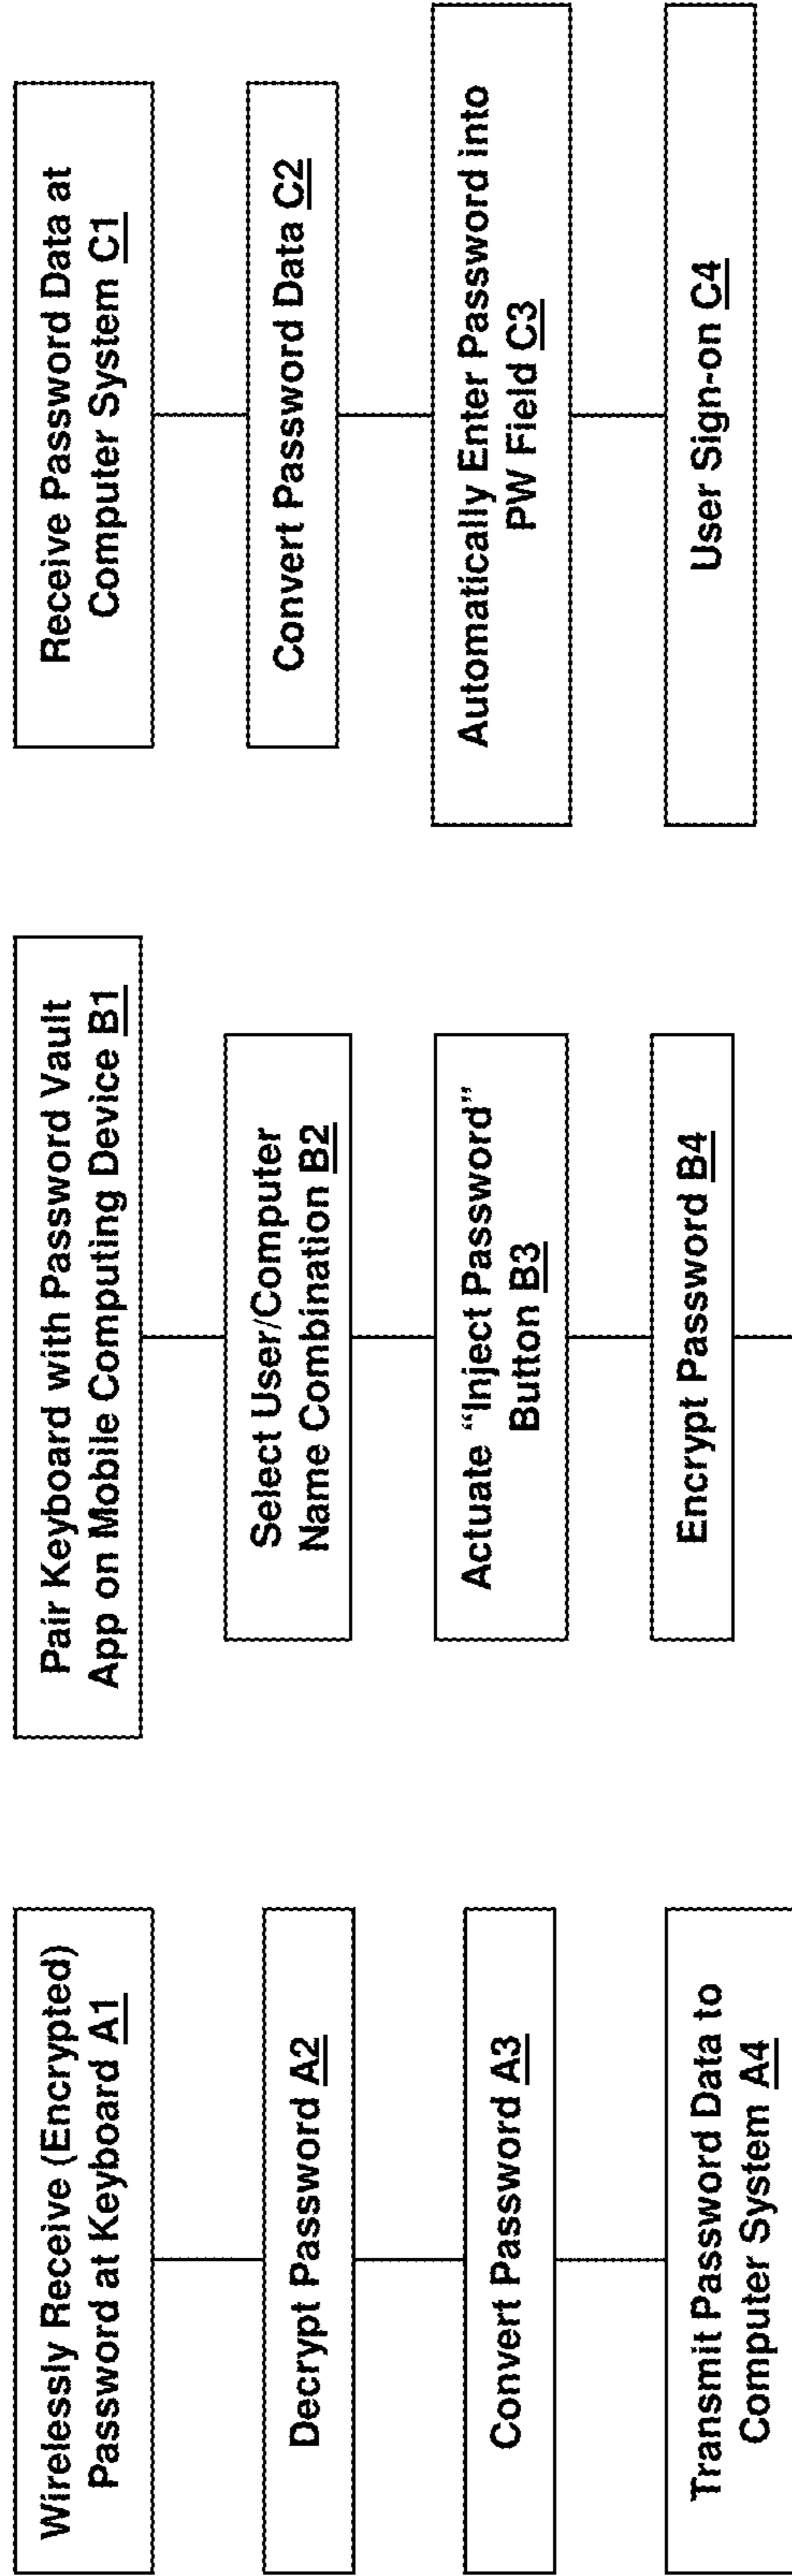 Wirelessly Receive (Encrypted)
Password at Keyboard A1
Decrypt Password A2
Convert Password A3
Transmit Password Data to
Computer System A4
Pair Keyboard with Password Vault
App on Mobile Computing Device B1
Select User/Computer
Name Combination B2
Actuate “Inject Password”
Button B3
Encrypt Password B4
Receive Password Data at
Computer System C1
Convert Password Data C2
Automatically Enter Password into
PW Field C3
User Sign-on C4